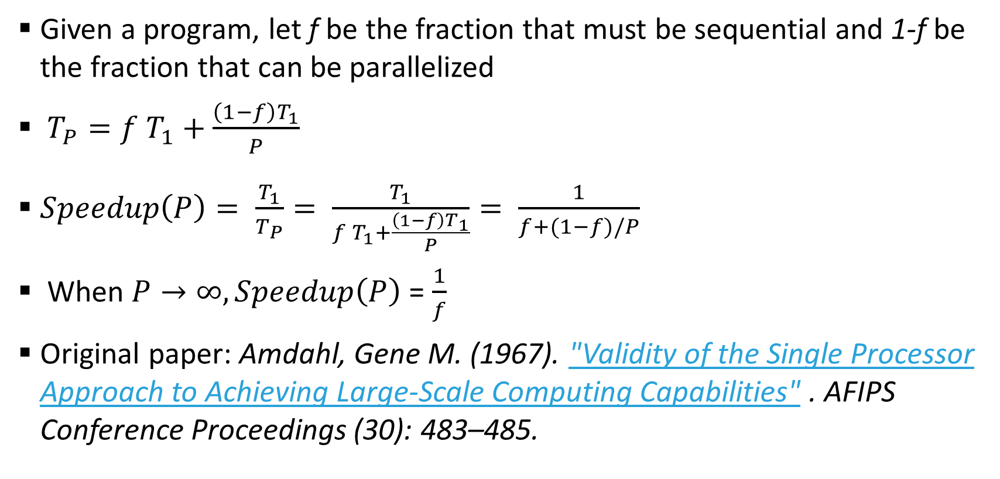 ▪ Given a program, let f be the fraction that must be sequential and 1-f be
the fraction that can be parallelized
▪ T_P = f T_1 + \frac{(1−f)T_1}{P}
▪ Speedup(P) = \frac{T_1}{T_P} = \frac{T_1}{f T_1+\frac{(1−f)T_1}{P}} = \frac{1}{f+(1−f)/P}
▪ When P → ∞, Speedup(P) = \frac{1}{f}
▪ Original paper: Amdahl, Gene M. (1967). "Validity of the Single Processor
Approach to Achieving Large-Scale Computing Capabilities" . AFIPS
Conference Proceedings (30): 483–485.